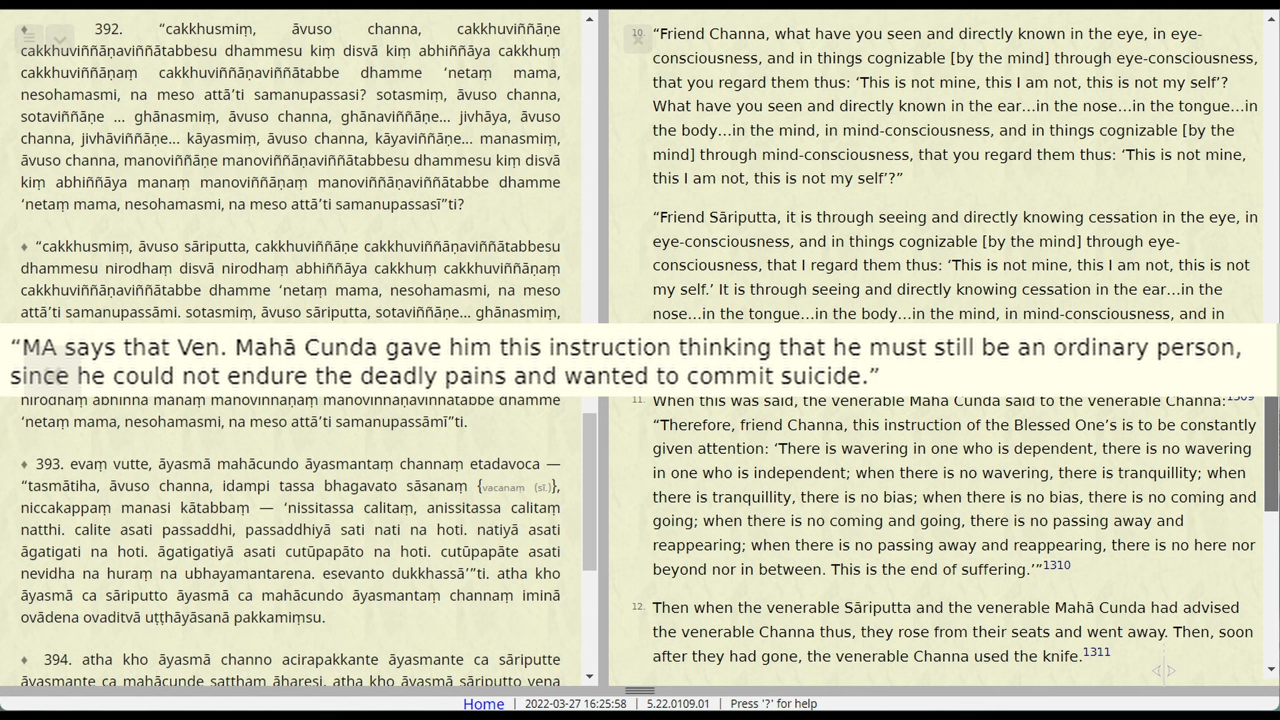 ♦ 392. “cakkhusmiṃ, āvuso channa, cakkhuviññāṇe
cakkhuviññāṇaviññātabbesu dhammesu kiṃ disvā kiṃ abhiññāya cakkhuṃ
cakkhuviññāṇaṃ cakkhuviññāṇaviññātabbe dhamme ‘netaṃ mama,
nesohamasmi, na meso attā’ti samanupassasi? sotasmiṃ, āvuso channa,
sotaviññāṇe ... ghānasmiṃ, āvuso channa, ghānaviññāṇe... jivhāya, āvuso
channa, jivhāviññāṇe... kāyasmiṃ, āvuso channa, kāyaviññāṇe... manasmiṃ,
āvuso channa, manoviññāṇe manoviññāṇaviññātabbesu dhammesu kiṃ disvā
kiṃ abhiññāya manaṃ manoviññāṇaṃ manoviññāṇaviññātabbe dhamme
‘netaṃ mama, nesohamasmi, na meso attā’ti samanupassasī”ti?
♦ “cakkhusmiṃ, āvuso sāriputta, cakkhuviññāṇe cakkhuviññāṇaviññātabbesu
dhammesu nirodhaṃ disvā nirodhaṃ abhiññāya cakkhuṃ cakkhuviññāṇaṃ
cakkhuviññāṇaviññātabbe dhamme ‘netaṃ mama, nesohamasmi, na meso
attā’ti samanupassāmi. sotasmiṃ, āvuso sāriputta, sotaviññāṇe... ghānasmiṃ,
nirodhaṃ abhiññā manaṃ manoviññāṇaṃ manoviññāṇaviññātabbe dhamme
‘netaṃ mama, nesohamasmi, na meso attā’ti samanupassāmī”ti.
♦ 393. evaṃ vutte, āyasmā mahācundo āyasmantaṃ channaṃ etadavoca —
“tasmātiha, āvuso channa, idampi tassa bhagavato sāsanaṃ {vacanaṃ (sī.)},
niccakappaṃ manasi kātabbaṃ — ‘nissitassa calitaṃ, anissitassa calitaṃ
natthi. calite asati passaddhi, passaddhiyā sati nati na hoti. natiyā asati
āgatigati na hoti. āgatigatiyā asati cutūpapāto na hoti. cutūpapāte asati
nevidha na huraṃ na ubhayamantarena. esevanto dukkhassā’”ti. atha kho
āyasmā ca sāriputto āyasmā ca mahācundo āyasmantaṃ channaṃ iminā
ovādena ovaditvā uṭṭhāyāsanā pakkamiṃsu.
♦ 394. atha kho āyasmā channo acirapakkante āyasmante ca sāriputte
āyasmante ca mahācunde satthaṃ āharesi. atha kho āyasmā sāriputto yena
10. “Friend Channa, what have you seen and directly known in the eye, in eye-
consciousness, and in things cognizable [by the mind] through eye-consciousness,
that you regard them thus: ‘This is not mine, this I am not, this is not my self’?
What have you seen and directly known in the ear…in the nose…in the tongue…in
the body…in the mind, in mind-consciousness, and in things cognizable [by the
mind] through mind-consciousness, that you regard them thus: ‘This is not mine,
this I am not, this is not my self’?”
“Friend Sāriputta, it is through seeing and directly knowing cessation in the eye, in
eye-consciousness, and in things cognizable [by the mind] through eye-
consciousness, that I regard them thus: ‘This is not mine, this I am not, this is not
my self.’ It is through seeing and directly knowing cessation in the ear…in the
nose…in the tongue…in the body…in the mind, in mind-consciousness, and in
“MA says that Ven. Mahā Cunda gave him this instruction thinking that he must still be an ordinary person,
since he could not endure the deadly pains and wanted to commit suicide.”
11. When this was said, the venerable Mahā Cunda said to the venerable Channa:1309
“Therefore, friend Channa, this instruction of the Blessed One’s is to be constantly
given attention: ‘There is wavering in one who is dependent, there is no wavering
in one who is independent; when there is no wavering, there is tranquillity; when
there is tranquillity, there is no bias; when there is no bias, there is no coming and
going; when there is no coming and going, there is no passing away and
reappearing; when there is no passing away and reappearing, there is no here nor
beyond nor in between. This is the end of suffering.’”1310
12. Then when the venerable Sāriputta and the venerable Mahā Cunda had advised
the venerable Channa thus, they rose from their seats and went away. Then, soon
after they had gone, the venerable Channa used the knife.1311
Home | 2022-03-27 16:25:58 | 5.22.0109.01 | Press '?' for help